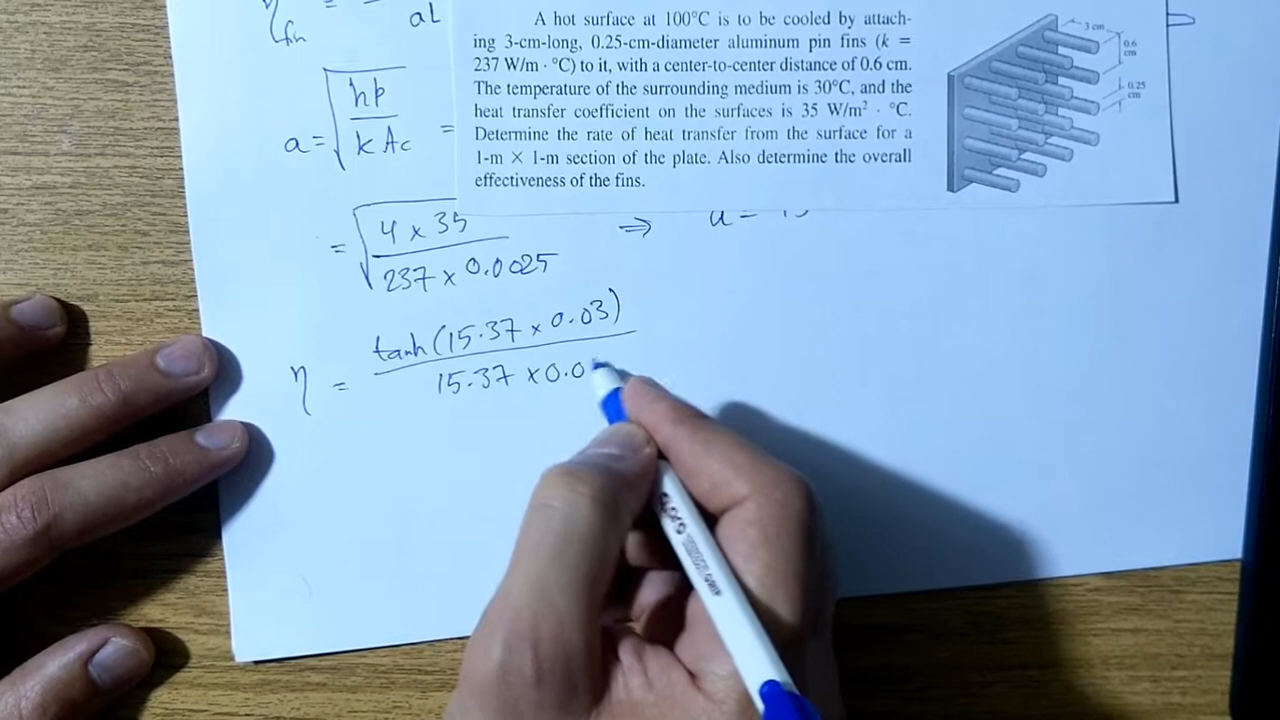 η fin = aL
a = √(hp / kAc) =
= √(4 × 35 / 237 × 0.0025) ⇒ a = 15
η = tanh(15.37 × 0.03) / 15.37 × 0.0
A hot surface at 100°C is to be cooled by attach-
ing 3-cm-long, 0.25-cm-diameter aluminum pin fins (k =
237 W/m · °C) to it, with a center-to-center distance of 0.6 cm.
The temperature of the surrounding medium is 30°C, and the
heat transfer coefficient on the surfaces is 35 W/m² · °C.
Determine the rate of heat transfer from the surface for a
1-m × 1-m section of the plate. Also determine the overall
effectiveness of the fins.
3 cm
0.6
cm
0.25
cm